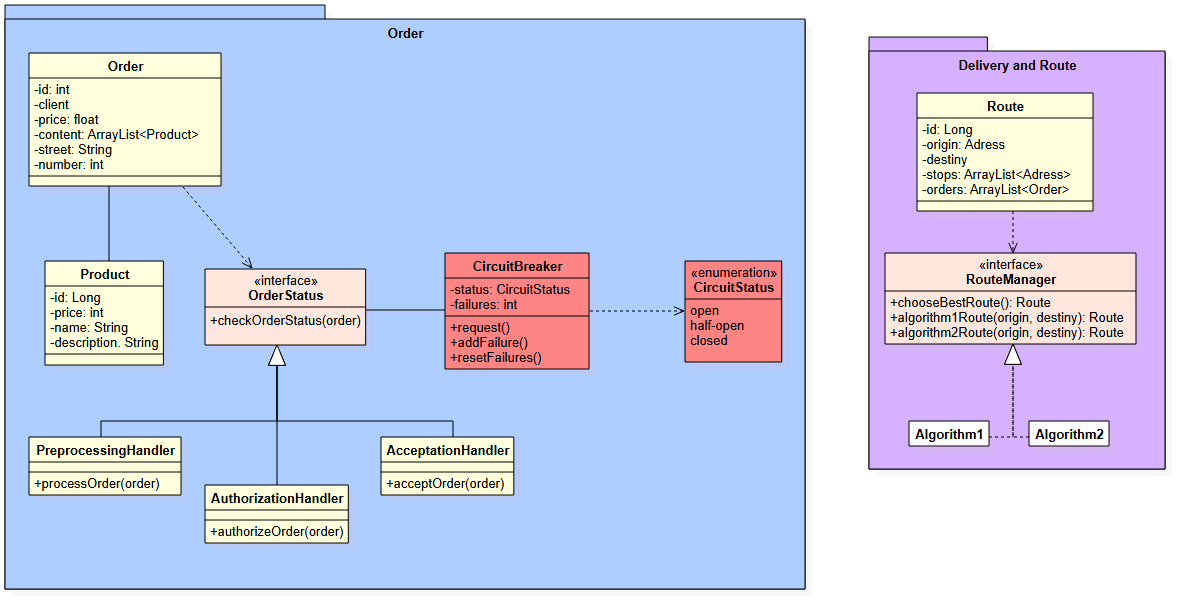 Order
Order
-id: int
-client
-price: float
-content: ArrayList<Product>
-street: String
-number: int
Product
-id: Long
-price: int
-name: String
-description. String
«interface»
OrderStatus
+checkOrderStatus(order)
CircuitBreaker
-status: CircuitStatus
-failures: int
+request()
+addFailure()
+resetFailures()
«enumeration»
CircuitStatus
open
half-open
closed
PreprocessingHandler
+processOrder(order)
AuthorizationHandler
+authorizeOrder(order)
AcceptationHandler
+acceptOrder(order)
Delivery and Route
Route
-id: Long
-origin: Adress
-destiny
-stops: ArrayList<Adress>
-orders: ArrayList<Order>
«interface»
RouteManager
+chooseBestRoute(): Route
+algorithm1Route(origin, destiny): Route
+algorithm2Route(origin, destiny): Route
Algorithm1
Algorithm2